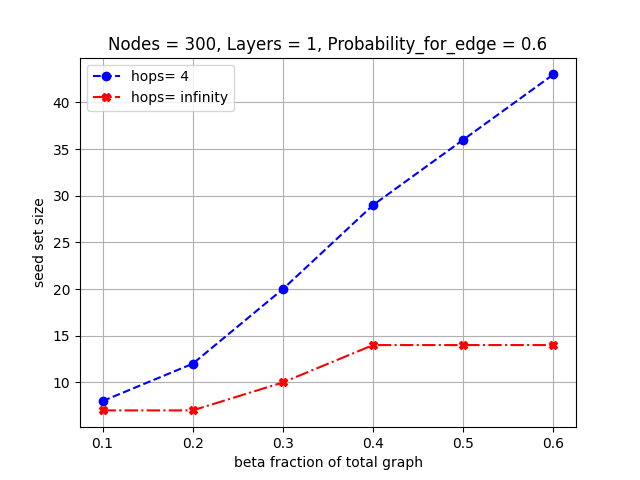 Nodes = 300, Layers = 1, Probability_for_edge = 0.6
hops= 4
hops= infinity
seed set size
40
35
30
25
20
15
10
0.1 0.2 0.3 0.4 0.5 0.6
beta fraction of total graph